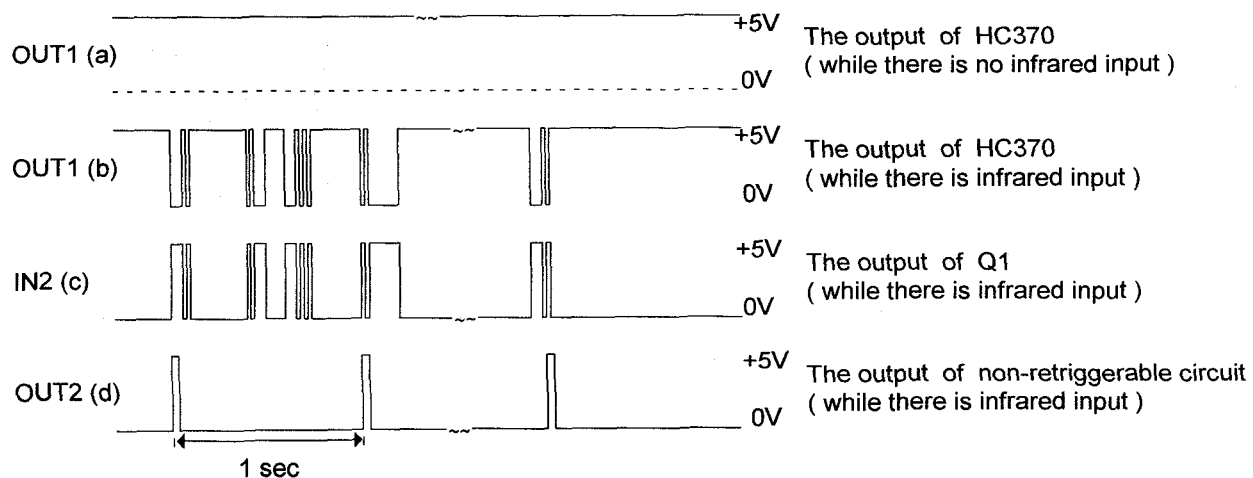 +5V
OUT1 (a)
The output of HC370
0V
( while there is no infrared input )
+5V
OUT1 (b)
The output of HC370
0V
( while there is infrared input )
+5V
IN2 (c)
The output of Q1
0V
( while there is infrared input )
+5V
OUT2 (d)
The output of non-retriggerable circuit
0V
( while there is infrared input )
1 sec